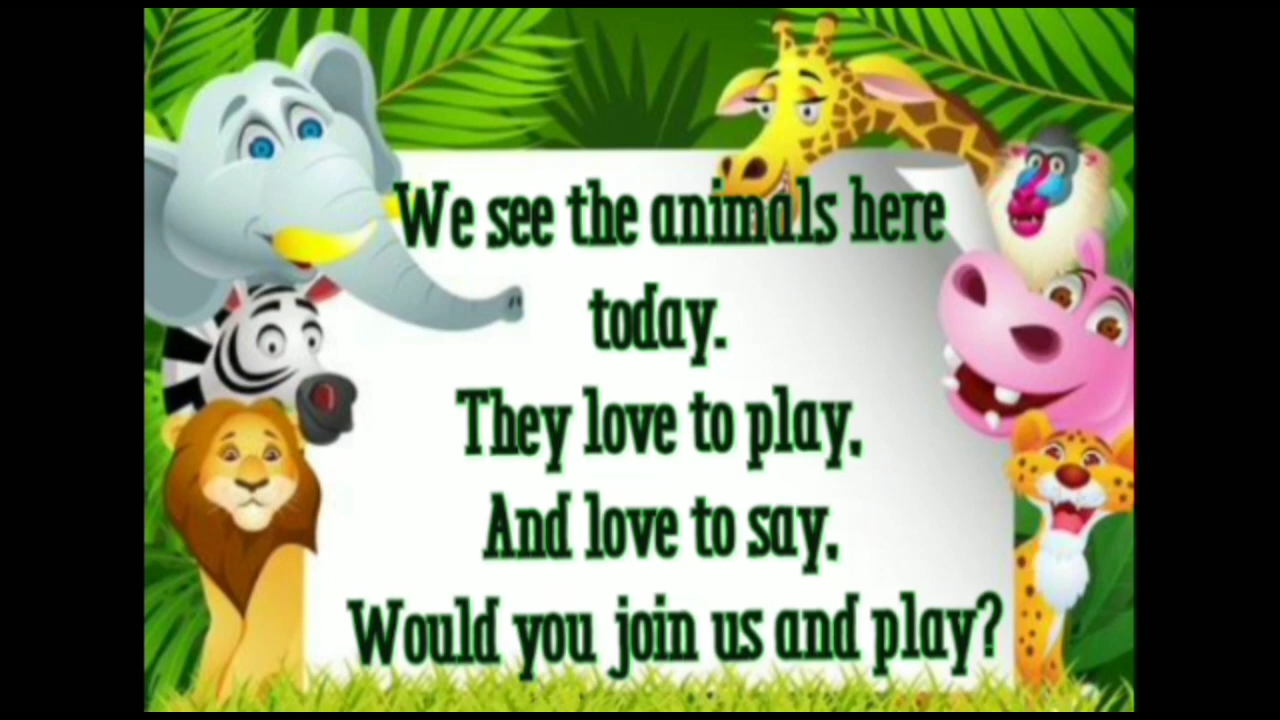 We see the animals here
today.
They love to play,
And love to say,
Would you join us and play?